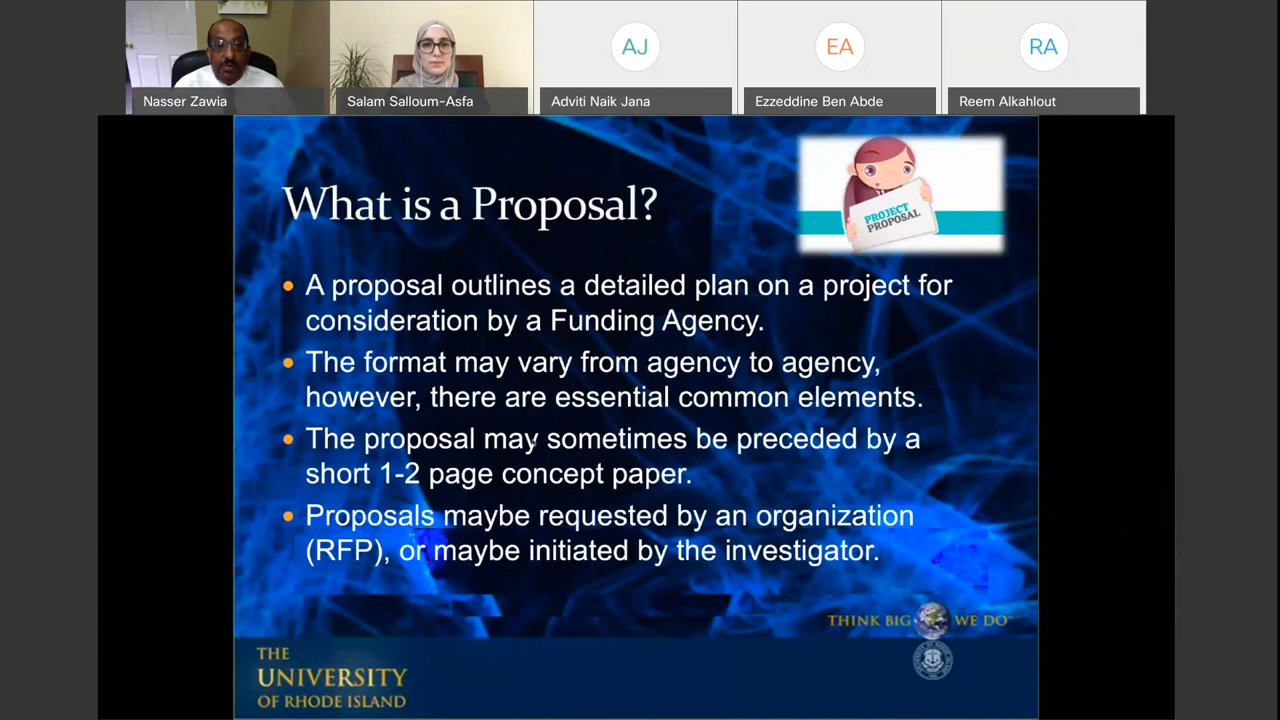 AJ
EA
RA
Nasser Zawia
Salam Salloum-Asfa
Adviti Naik Jana
Ezzeddine Ben Abde
Reem Alkahlout
What is a Proposal?
PROJECT
PROPOSAL
A proposal outlines a detailed plan on a project for
consideration by a Funding Agency.
The format may vary from agency to agency,
however, there are essential common elements.
The proposal may sometimes be preceded by a
short 1-2 page concept paper.
Proposals maybe requested by an organization
(RFP), or maybe initiated by the investigator.
THINK BIG WE DO
THE
UNIVERSITY
OF RHODE ISLAND